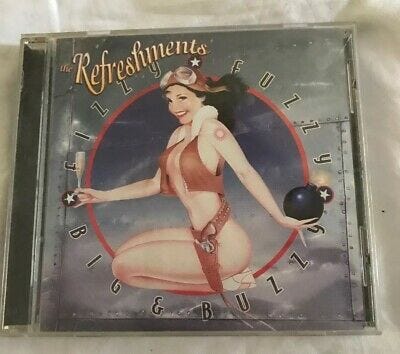 the Refreshments
FIZZY FUZZY
BIG & BUZZY